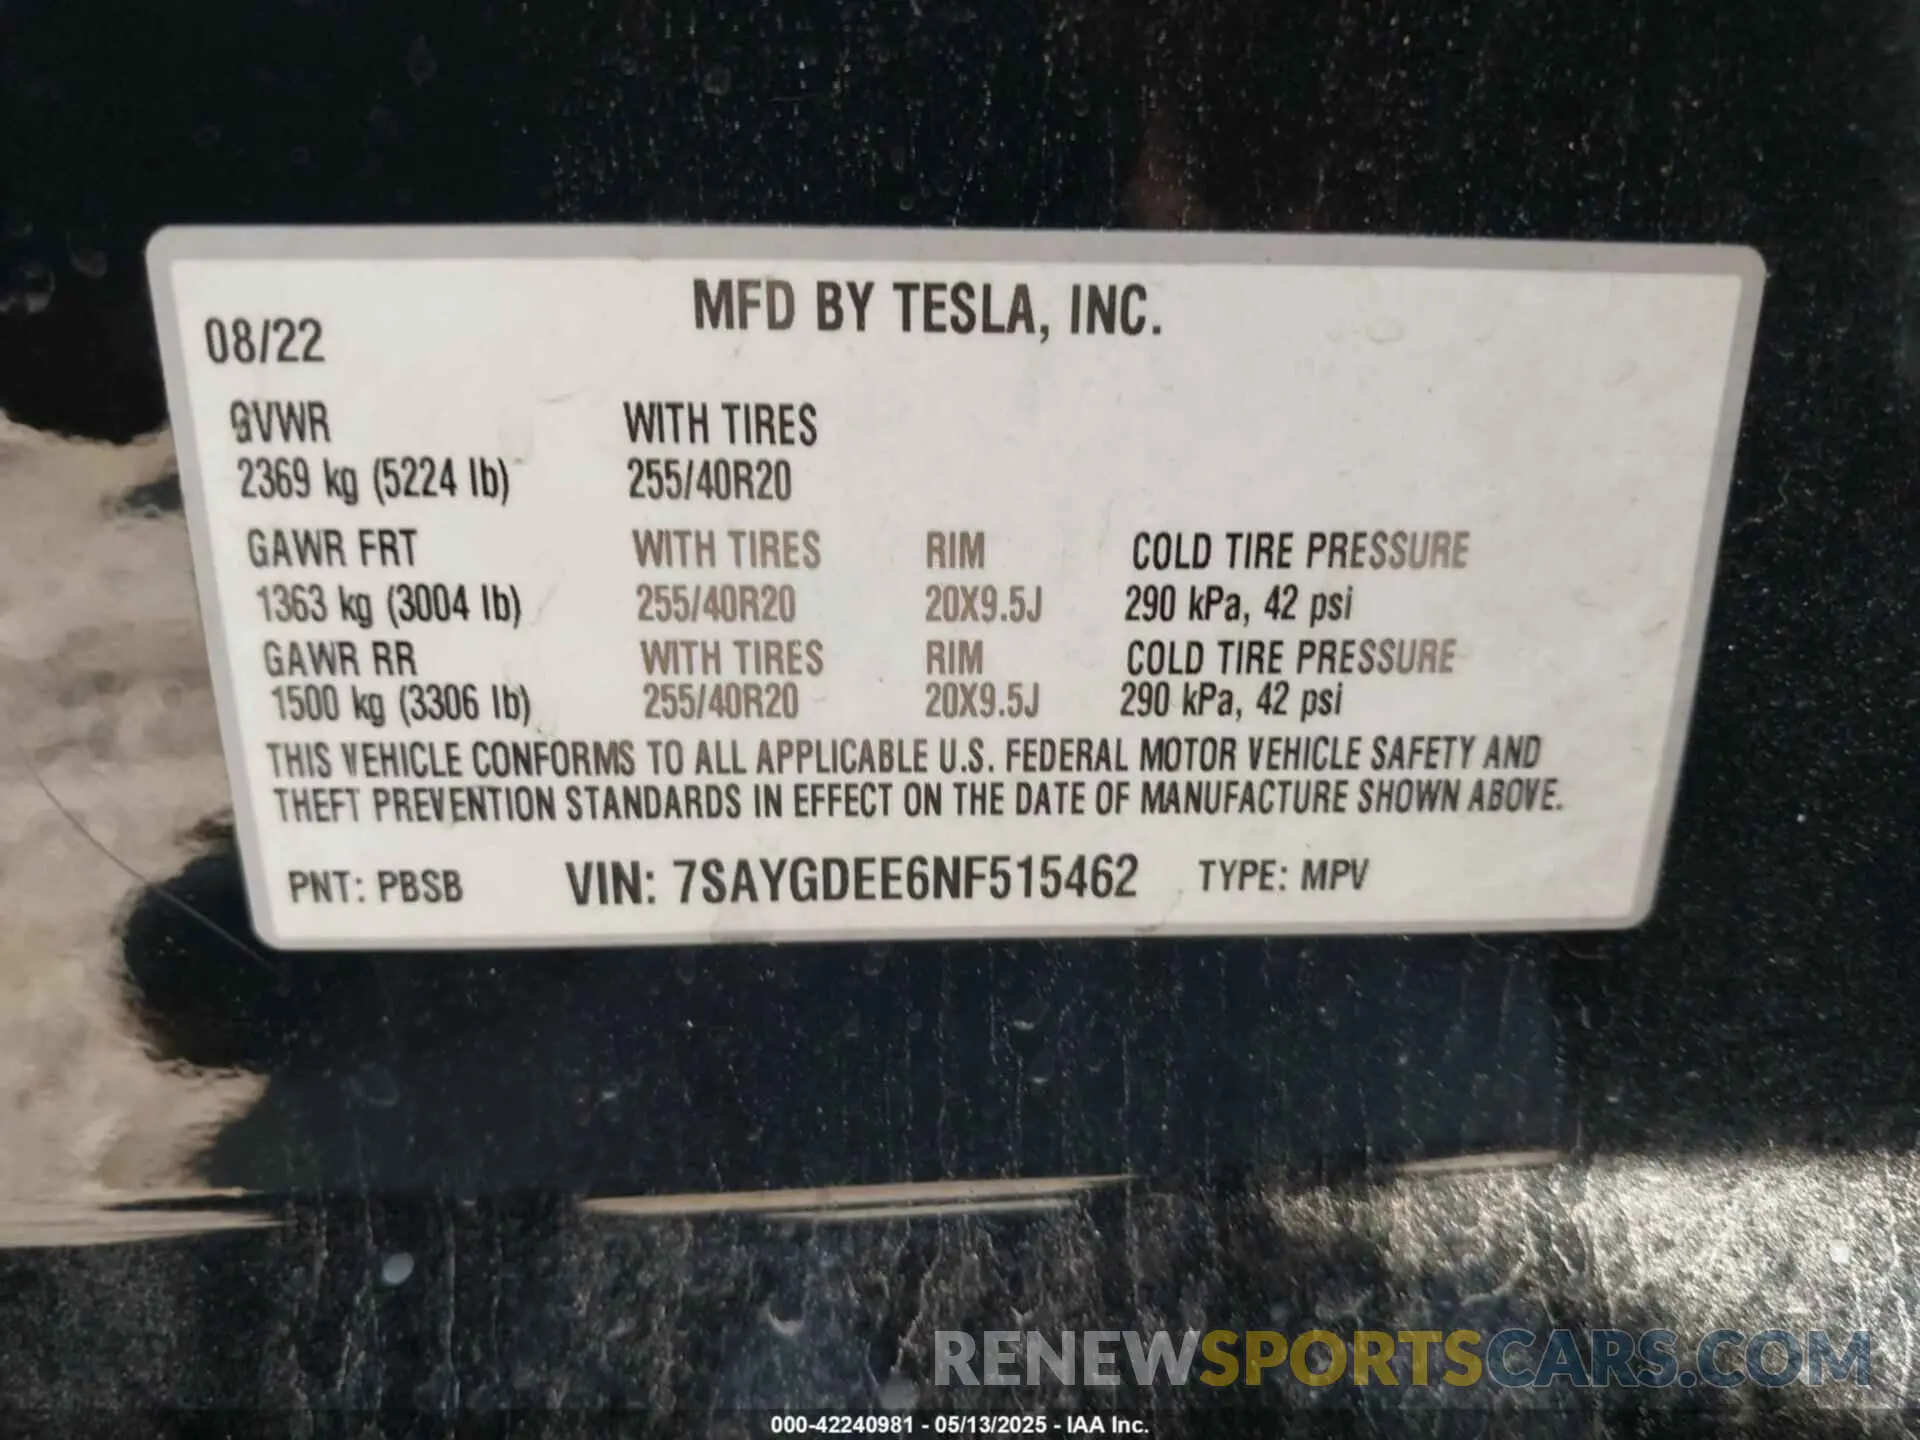 MFD BY TESLA, INC.
08/22
GVWR WITH TIRES
2369 kg (5224 lb) 255/40R20
GAWR FRT WITH TIRES RIM COLD TIRE PRESSURE
1363 kg (3004 lb) 255/40R20 20X9.5J 290 kPa, 42 psi
GAWR RR WITH TIRES RIM COLD TIRE PRESSURE
1500 kg (3306 lb) 255/40R20 20X9.5J 290 kPa, 42 psi
THIS VEHICLE CONFORMS TO ALL APPLICABLE U.S. FEDERAL MOTOR VEHICLE SAFETY AND
THEFT PREVENTION STANDARDS IN EFFECT ON THE DATE OF MANUFACTURE SHOWN ABOVE.
PNT: PBSB VIN: 7SAYGDEE6NF515462 TYPE: MPV
RENEWSPORTSCARS.COM
000-42240981 - 05/13/2025 - IAA Inc.